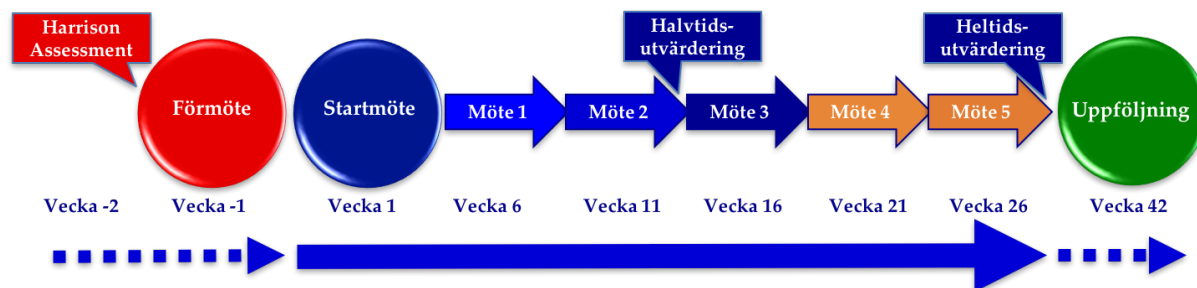 Harrison
Assessment
Förmöte
Startmöte
Möte 1
Möte 2
Halvtids-
utvärdering
Möte 3
Möte 4
Möte 5
Heltids-
utvärdering
Uppföljning
Vecka -2
Vecka -1
Vecka 1
Vecka 6
Vecka 11
Vecka 16
Vecka 21
Vecka 26
Vecka 42